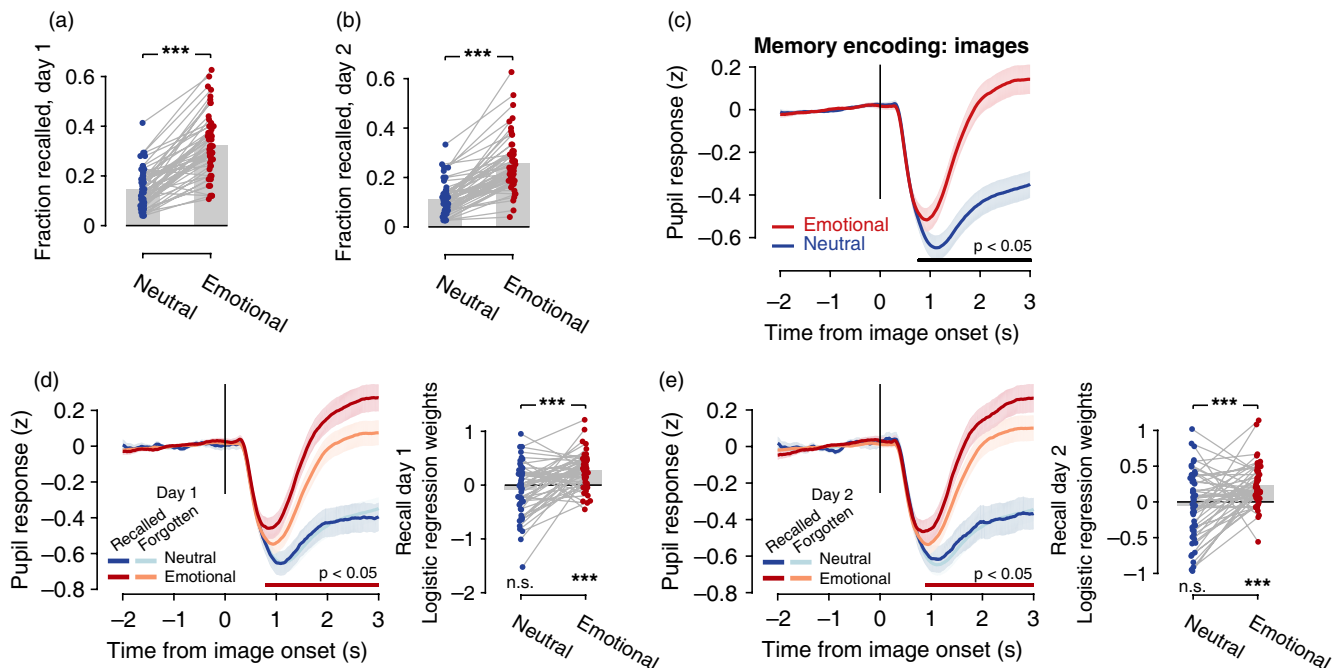 (a)
***
Fraction recalled, day 1
0.6
0.4
0.2
0
Neutral
Emotional
(b)
***
Fraction recalled, day 2
0.6
0.4
0.2
0
Neutral
Emotional
(c)
Memory encoding: images
Pupil response (z)
0.2
0
−0.2
−0.4
−0.6
Emotional
Neutral
p < 0.05
−2 −1 0 1 2 3
Time from image onset (s)
(d)
Pupil response (z)
0.2
0
−0.2
−0.4
−0.6
−0.8
Day 1
Recalled
Forgotten
Neutral
Emotional
p < 0.05
−2 −1 0 1 2 3
Time from image onset (s)
Recall day 1
Logistic regression weights
***
1
0
−1
−2
n.s. ***
Neutral
Emotional
(e)
Pupil response (z)
0.2
0
−0.2
−0.4
−0.6
−0.8
Day 2
Recalled
Forgotten
Neutral
Emotional
p < 0.05
−2 −1 0 1 2 3
Time from image onset (s)
Recall day 2
Logistic regression weights
***
1
0.5
0
−0.5
−1
n.s. ***
Neutral
Emotional